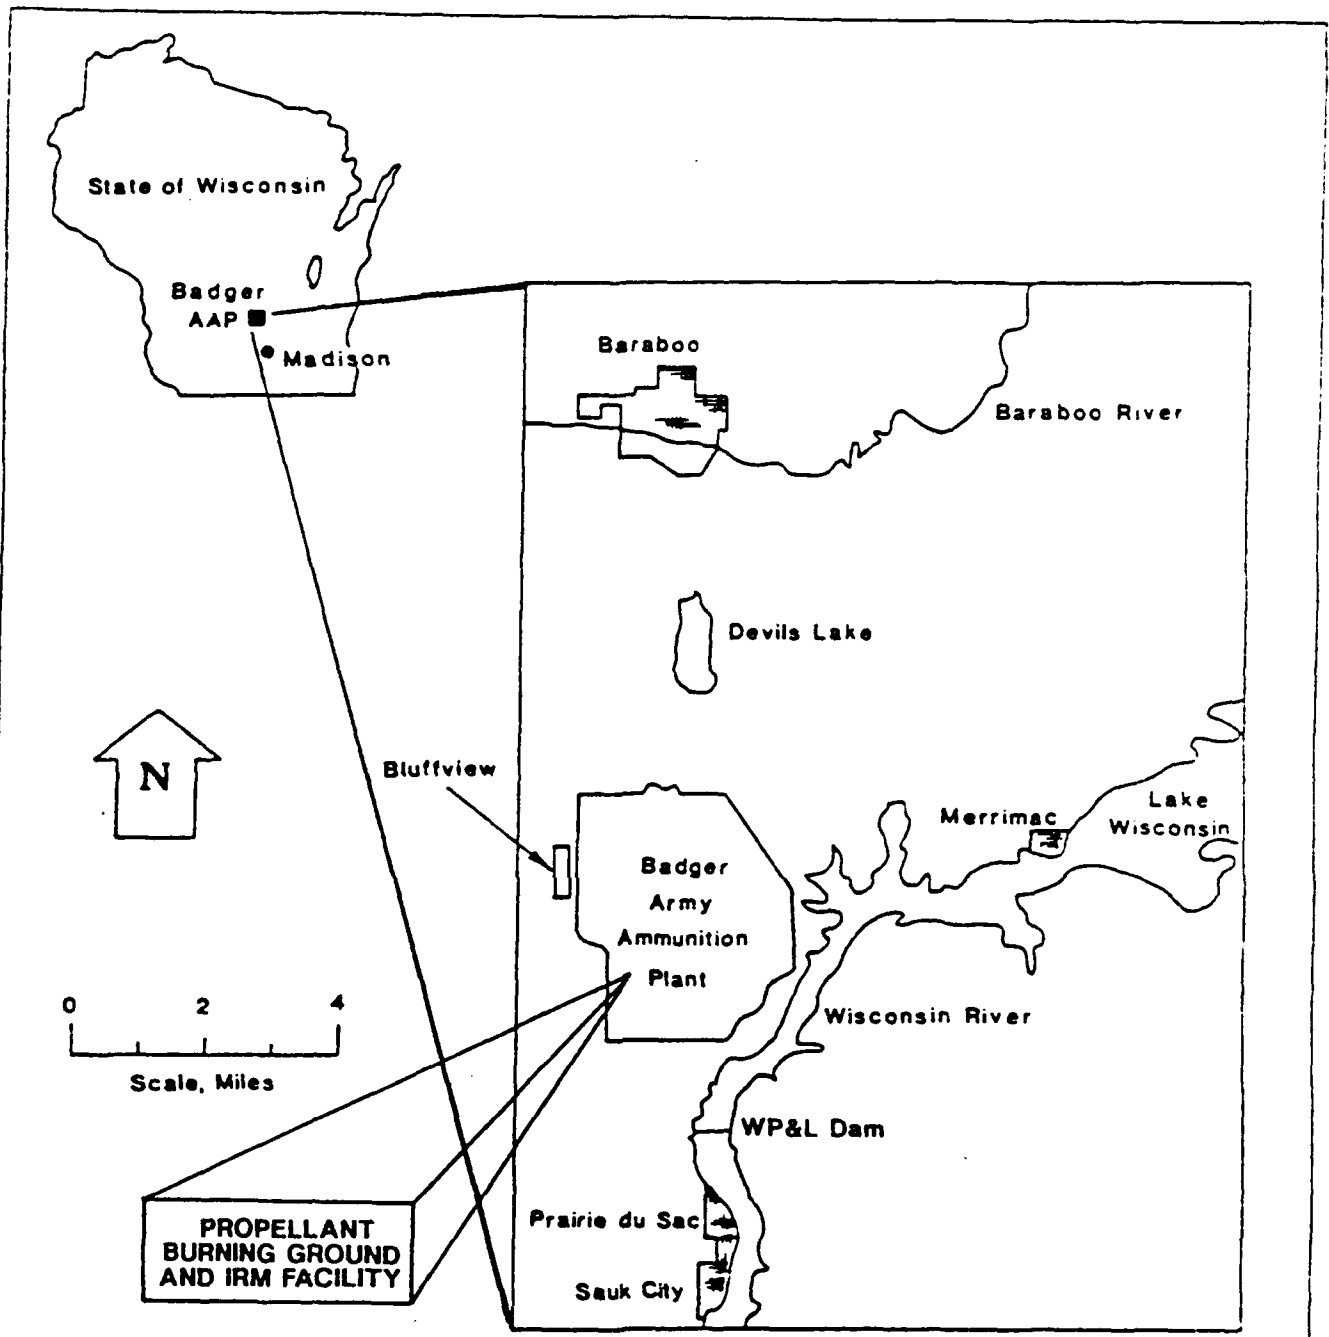 State of Wisconsin
Badger
AAP
Madison
Baraboo
Baraboo River
Devils Lake
N
Bluffview
Merrimac
Lake
Wisconsin
Badger
Army
Ammunition
Plant
0 2 4
Scale, Miles
Wisconsin River
WP&L Dam
PROPELLANT
BURNING GROUND
AND IRM FACILITY
Prairie du Sac
Sauk City